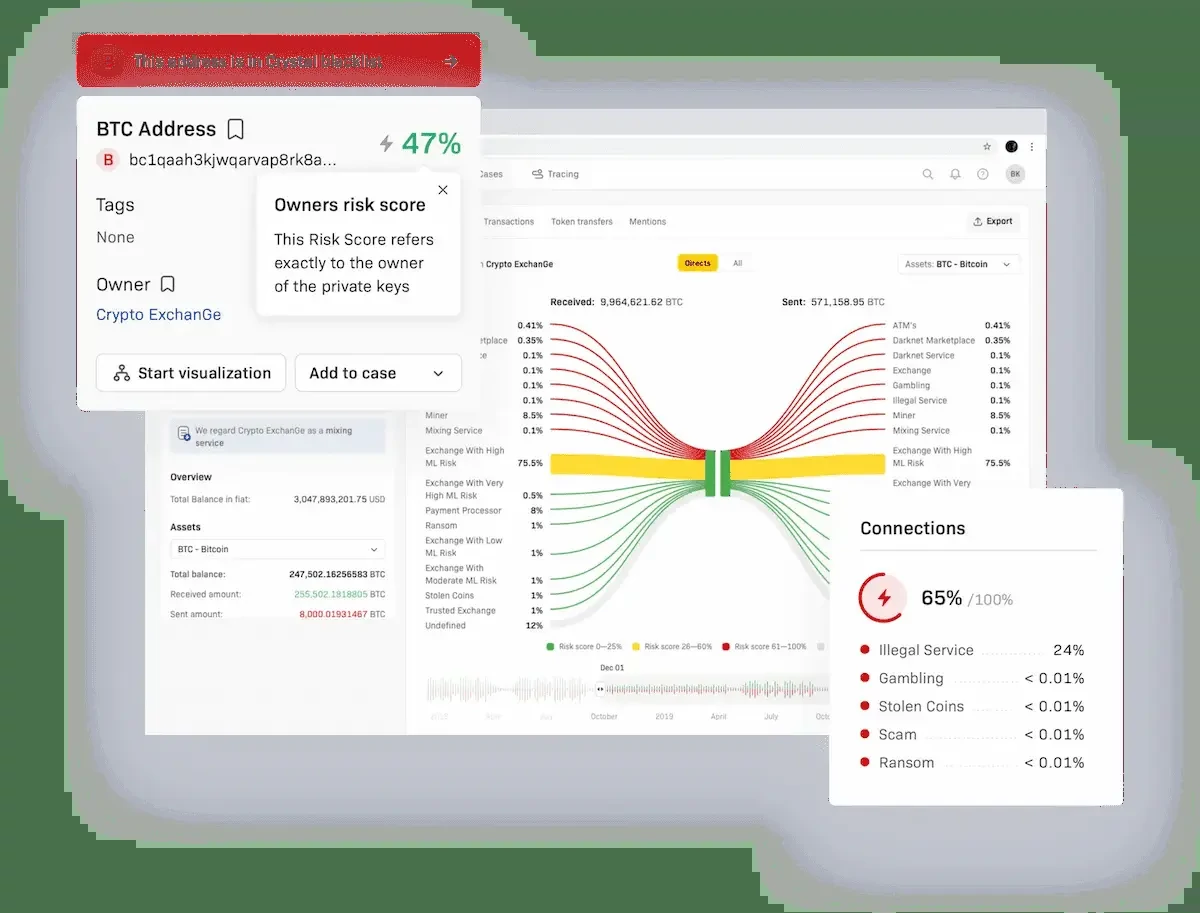 This address is in Crystal blacklist
BTC Address
47%
B bc1qaah3kjwqarvap8rk8a...
Tags
None
Owner
Crypto ExchanGe
Owners risk score
This Risk Score refers
exactly to the owner
of the private keys
Start visualization
Add to case
Cases
Tracing
BK
Transactions
Token transfers
Mentions
Export
Crypto ExchanGe
Directs
All
Assets: BTC - Bitcoin
Received: 9,964,621.62 BTC
Sent: 571,158.95 BTC
0.41%
0.35%
0.1%
0.1%
0.1%
0.1%
Miner 8.5%
Mixing Service 0.1%
Exchange With High
ML Risk 75.5%
Exchange With Very
High ML Risk 0.5%
Payment Processor 8%
Ransom 1%
Exchange With Low
ML Risk 1%
Exchange With
Moderate ML Risk 1%
Stolen Coins 1%
Trusted Exchange 1%
Undefined 12%
ATM's 0.41%
Darknet Marketplace 0.35%
Darknet Service 0.1%
Exchange 0.1%
Gambling 0.1%
Illegal Service 0.1%
Miner 8.5%
Mixing Service 0.1%
Exchange With High
ML Risk 75.5%
Exchange With Very
We regard Crypto ExchanGe as a mixing
service
Overview
Total Balance in fiat: 3,047,893,201.75 USD
Assets
BTC - Bitcoin
Total balance: 247,502.16256583 BTC
Received amount: 255,502.1818805 BTC
Sent amount: 8,000.01931467 BTC
Risk score 0—25%
Risk score 26—60%
Risk score 61—100%
Dec 01
October
2019
April
July
Connections
65% /100%
Illegal Service 24%
Gambling < 0.01%
Stolen Coins < 0.01%
Scam < 0.01%
Ransom < 0.01%